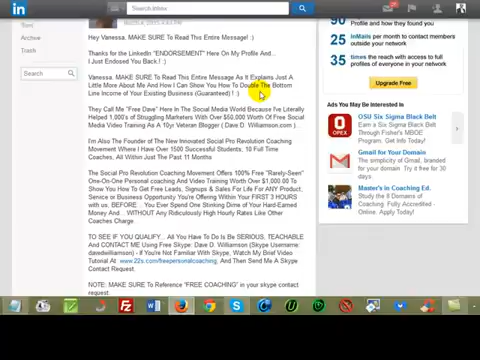 Search Inbox
March 4, 2015 4:43 PM
Sent
Archive
Trash
Search
Hey Vanessa, MAKE SURE To Read This Entire Message! :)
Thanks for the LinkedIn "ENDORSEMENT" Here On My Profile And...
I Just Endosed You Back.! :)
Vanessa. MAKE SURE To Read This Entire Message As It Explains Just A
Little More About Me And How I Can Show You How To Double The Bottom
Line Income of Your Existing Business (Guaranteed!! )
They Call Me "Free Dave" Here in The Social Media World Because I've Literally
Helped 1,000's of Struggling Marketers With Over $50,000 Worth Of Free Social
Media Video Training As A 10yr Veteran Blogger ( Dave D. Williamson.com ).
I'm Also The Founder of The New Innovated Social Pro Revolution Coaching
Movement Where I Have Over 1500 Successful Students, 10 Full Time
Coaches, All Within Just The Past 11 Months
The Social Pro Revolution Coaching Movement Offers 100% Free "Rarely-Seen"
One-On-One Personal coaching And Video Training Worth Over $1,000.00 To
Show You How To Get Free Leads, Signups & Sales For Life For ANY Product,
Service or Business Opportunity You're Offering Within Your FIRST 3 HOURS
with us, BEFORE... You Ever Spend One Stinking Dime of Your Hard-Earned
Money And... WITHOUT Any Ridiculously High Hourly Rates Like Other
Coaches Charge
TO SEE IF YOU QUALIFY... All You Have To Do Is Be SERIOUS, TEACHABLE
AND CONTACT ME Using Free Skype: Dave D. Williamson (Skype Username:
davedwilliamson) - if You're Not Familiar With Skype, Watch My Brief Video
Tutorial At www.22s.com/freepersonalcoaching, And Then Send Me A Skype
Contact Request.
NOTE: MAKE SURE To Reference "FREE COACHING" in your skype contact
request.
90
Profile and how they found you
25
InMails per month to contact members
outside your network
35
times the reach with access to full
profiles of everyone in your network
Upgrade Free
Ads You May Be Interested In
OSU Six Sigma Black Belt
Earn a Six Sigma Black Belt
Through Fisher's MBOE
Program. Get Info Today!
Gmail for Your Domain
The simplicity of Gmail, branded
for your domain. Try it free for
30 days.
Master's in Coaching Ed.
Study the 8 Domains of
Coaching. Fully Accredited -
Online. Apply Today!
OPEX